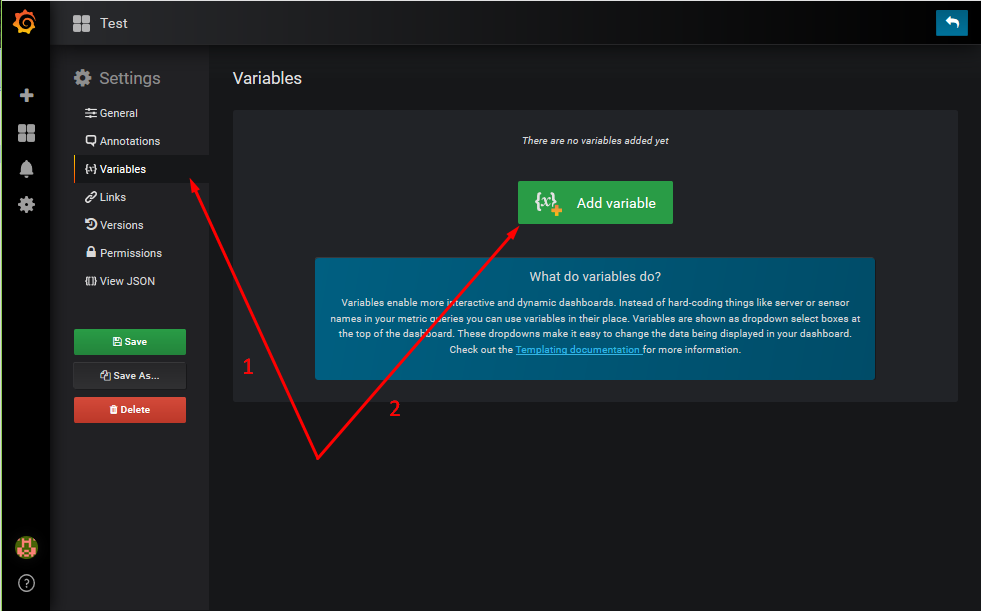 Test
Settings
General
Annotations
{x} Variables
Links
Versions
Permissions
{[]} View JSON
Save
Save As...
Delete
Variables
There are no variables added yet
{x} Add variable
What do variables do?
Variables enable more interactive and dynamic dashboards. Instead of hard-coding things like server or sensor
names in your metric queries you can use variables in their place. Variables are shown as dropdown select boxes at
the top of the dashboard. These dropdowns make it easy to change the data being displayed in your dashboard.
Check out the Templating documentation for more information.
1
2
?